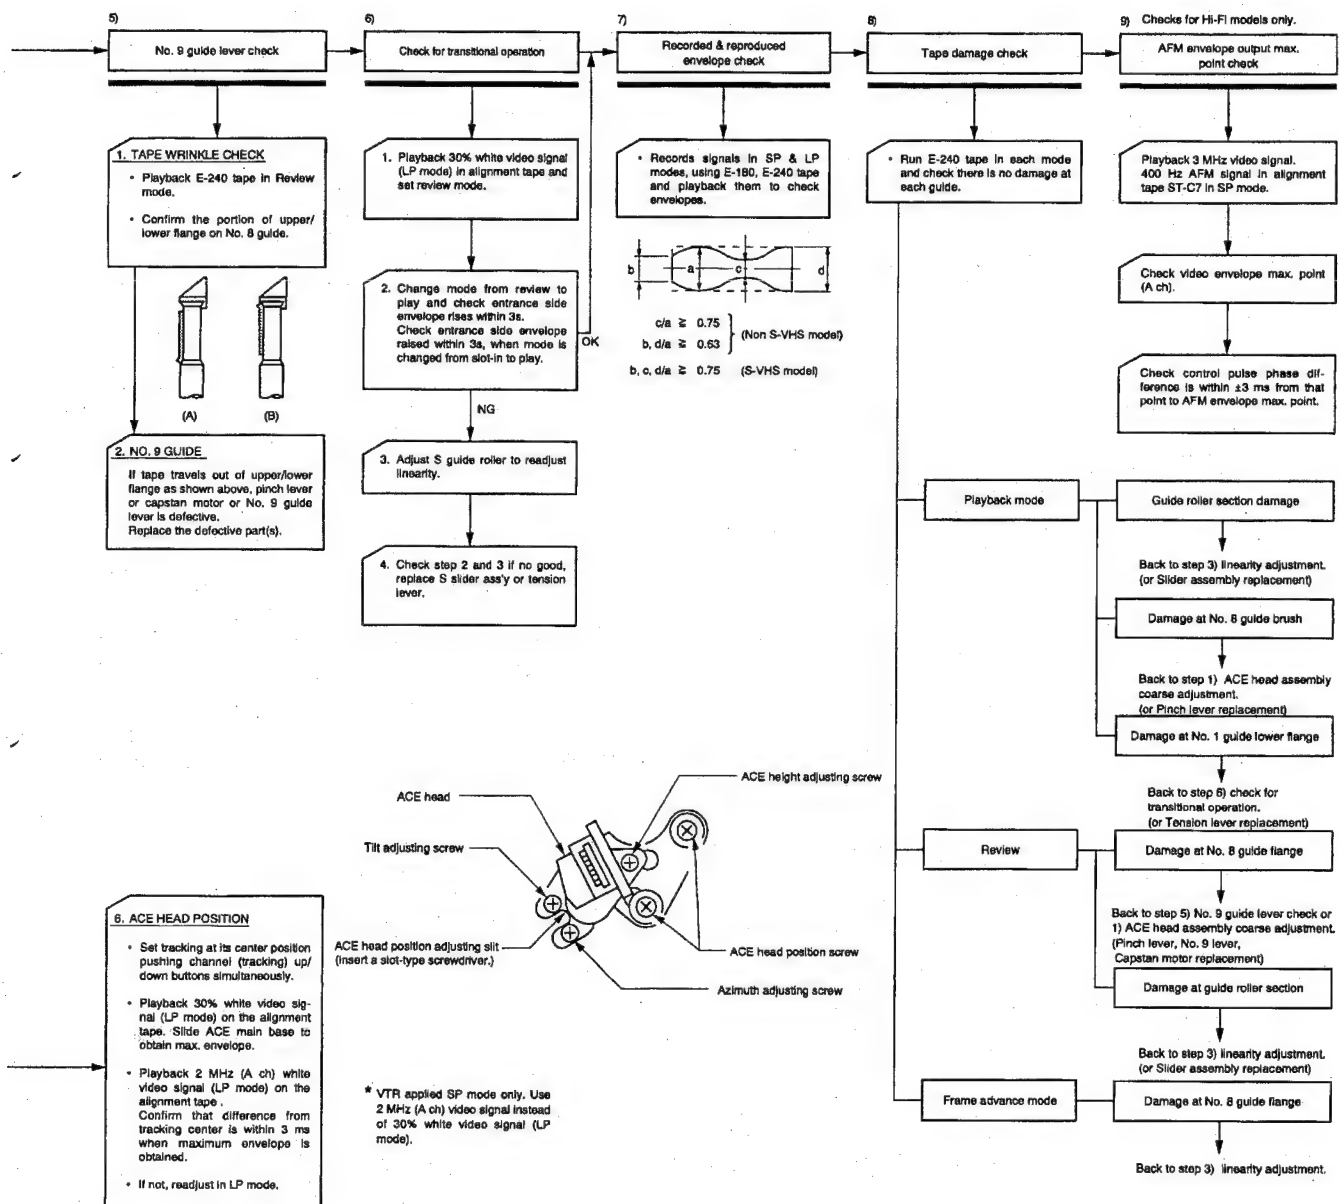 5)
No. 9 guide lever check
1. TAPE WRINKLE CHECK
• Playback E-240 tape in Review
mode.
• Confirm the portion of upper/
lower flange on No. 8 guide.
(A)
(B)
2. NO. 9 GUIDE
If tape travels out of upper/lower
flange as shown above, pinch lever
or capstan motor or No. 9 guide
lever is defective.
Replace the defective part(s).
6)
Check for transitional operation
1. Playback 30% white video signal
(LP mode) in alignment tape and
set review mode.
2. Change mode from review to
play and check entrance side
envelope rises within 3s.
Check entrance side envelope
raised within 3s, when mode is
changed from slot-in to play.
OK
NG
3. Adjust S guide roller to readjust
linearity.
4. Check step 2 and 3 if no good,
replace S slider ass'y or tension
lever.
7)
Recorded & reproduced
envelope check
• Records signals in SP & LP
modes, using E-180, E-240 tape
and playback them to check
envelopes.
b
a
c
d
c/a ≧ 0.75
b, d/a ≧ 0.63
(Non S-VHS model)
b, c, d/a ≧ 0.75 (S-VHS model)
8)
Tape damage check
• Run E-240 tape in each mode
and check there is no damage at
each guide.
9) Checks for Hi-Fi models only.
AFM envelope output max.
point check
Playback 3 MHz video signal.
400 Hz AFM signal in alignment
tape ST-C7 in SP mode.
Check video envelope max. point
(A ch).
Check control pulse phase dif-
ference is within ±3 ms from that
point to AFM envelope max. point.
Playback mode
Guide roller section damage
Back to step 3) linearity adjustment.
(or Slider assembly replacement)
Damage at No. 8 guide brush
Back to step 1) ACE head assembly
coarse adjustment.
(or Pinch lever replacement)
Damage at No. 1 guide lower flange
Back to step 6) check for
transitional operation.
(or Tension lever replacement)
Review
Damage at No. 8 guide flange
Back to step 5) No. 9 guide lever check or
1) ACE head assembly coarse adjustment.
(Pinch lever, No. 9 lever,
Capstan motor replacement)
Damage at guide roller section
Back to step 3) linearity adjustment.
(or Slider assembly replacement)
Frame advance mode
Damage at No. 8 guide flange
Back to step 3) linearity adjustment.
ACE head
ACE height adjusting screw
Tilt adjusting screw
ACE head position adjusting slit
(Insert a slot-type screwdriver.)
ACE head position screw
Azimuth adjusting screw
6. ACE HEAD POSITION
• Set tracking at its center position
pushing channel (tracking) up/
down buttons simultaneously.
• Playback 30% white video sig-
nal (LP mode) on the alignment
tape. Slide ACE main base to
obtain max. envelope.
• Playback 2 MHz (A ch) white
video signal (LP mode) on the
alignment tape .
Confirm that difference from
tracking center is within 3 ms
when maximum envelope is
obtained.
• If not, readjust in LP mode.
* VTR applied SP mode only. Use
2 MHz (A ch) video signal instead
of 30% white video signal (LP
mode).